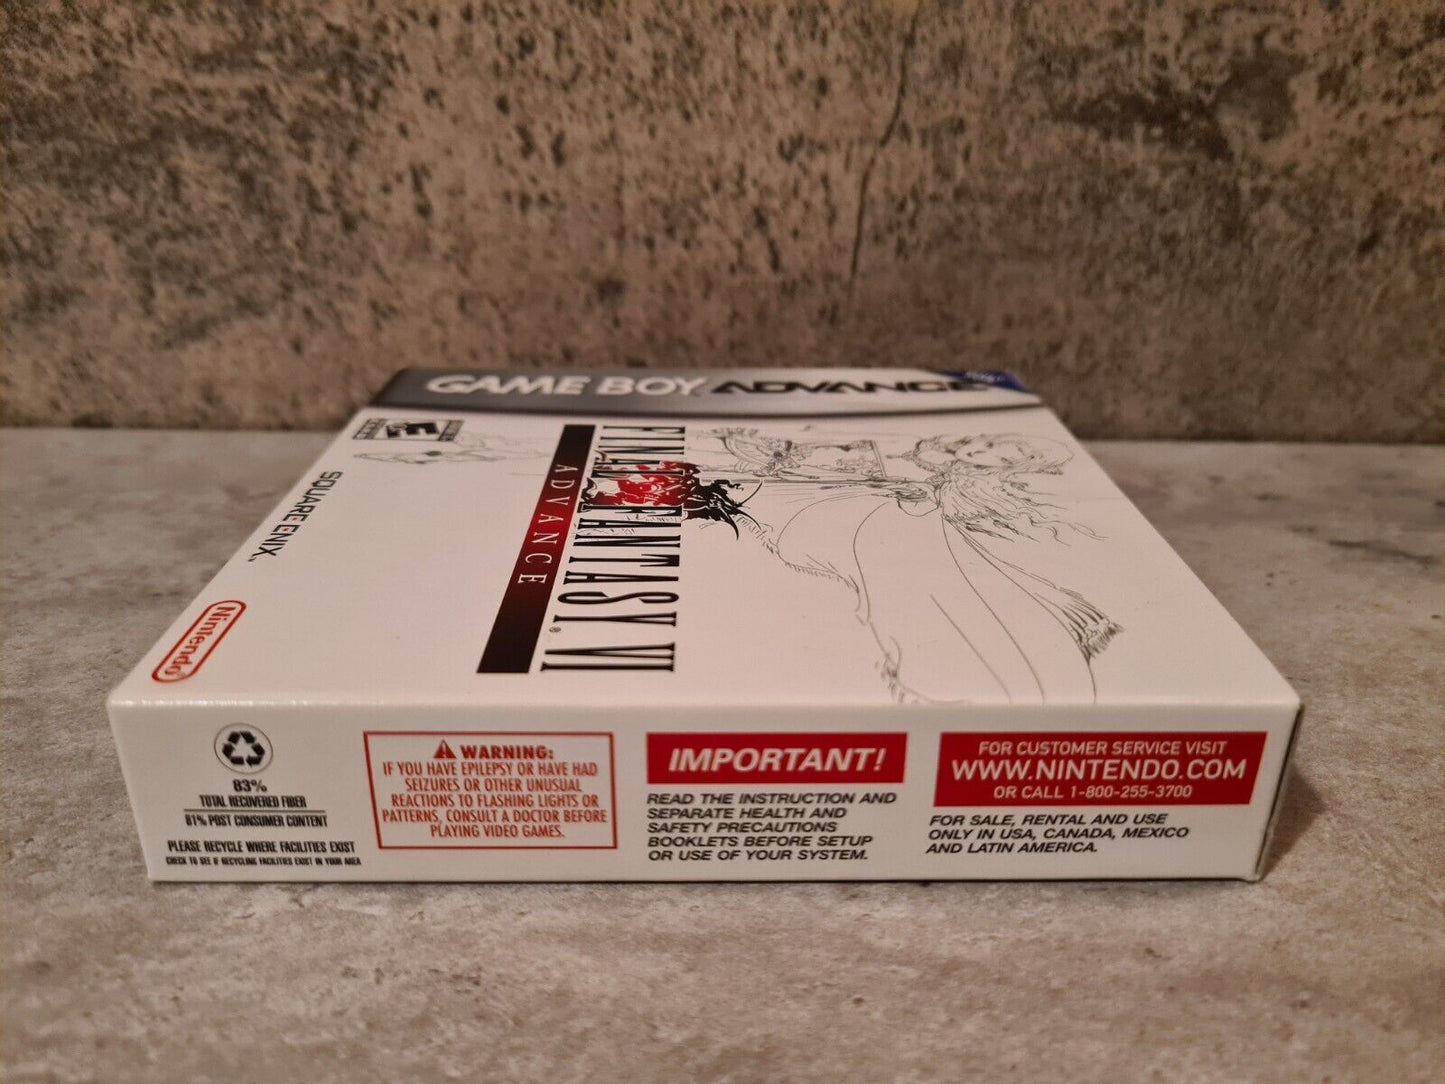 GAME BOY ADVANCE
E
FINAL FANTASY® VI
ADVANCE
SQUARE ENIX™
Nintendo®
83%
TOTAL RECOVERED FIBER
81% POST CONSUMER CONTENT
PLEASE RECYCLE WHERE FACILITIES EXIST
CHECK TO SEE IF RECYCLING FACILITIES EXIST IN YOUR AREA
WARNING:
IF YOU HAVE EPILEPSY OR HAVE HAD
SEIZURES OR OTHER UNUSUAL
REACTIONS TO FLASHING LIGHTS OR
PATTERNS, CONSULT A DOCTOR BEFORE
PLAYING VIDEO GAMES.
IMPORTANT!
READ THE INSTRUCTION AND
SEPARATE HEALTH AND
SAFETY PRECAUTIONS
BOOKLETS BEFORE SETUP
OR USE OF YOUR SYSTEM.
FOR CUSTOMER SERVICE VISIT
WWW.NINTENDO.COM
OR CALL 1-800-255-3700
FOR SALE, RENTAL AND USE
ONLY IN USA, CANADA, MEXICO
AND LATIN AMERICA.